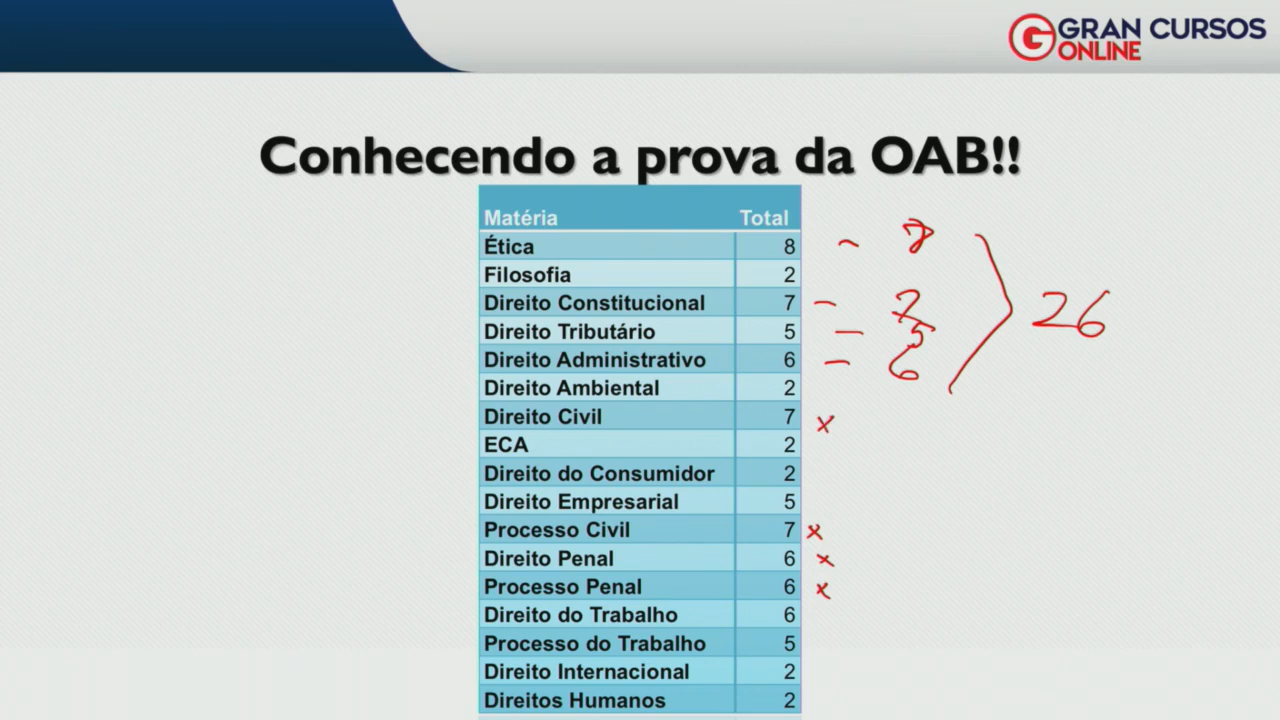 GRAN CURSOS
ONLINE
Conhecendo a prova da OAB!!
Matéria Total
Ética 8 - 8
Filosofia 2
Direito Constitucional 7 - 7
Direito Tributário 5 - 5
Direito Administrativo 6 - 6
26
Direito Ambiental 2
Direito Civil 7 x
ECA 2
Direito do Consumidor 2
Direito Empresarial 5
Processo Civil 7 x
Direito Penal 6 x
Processo Penal 6 x
Direito do Trabalho 6
Processo do Trabalho 5
Direito Internacional 2
Direitos Humanos 2